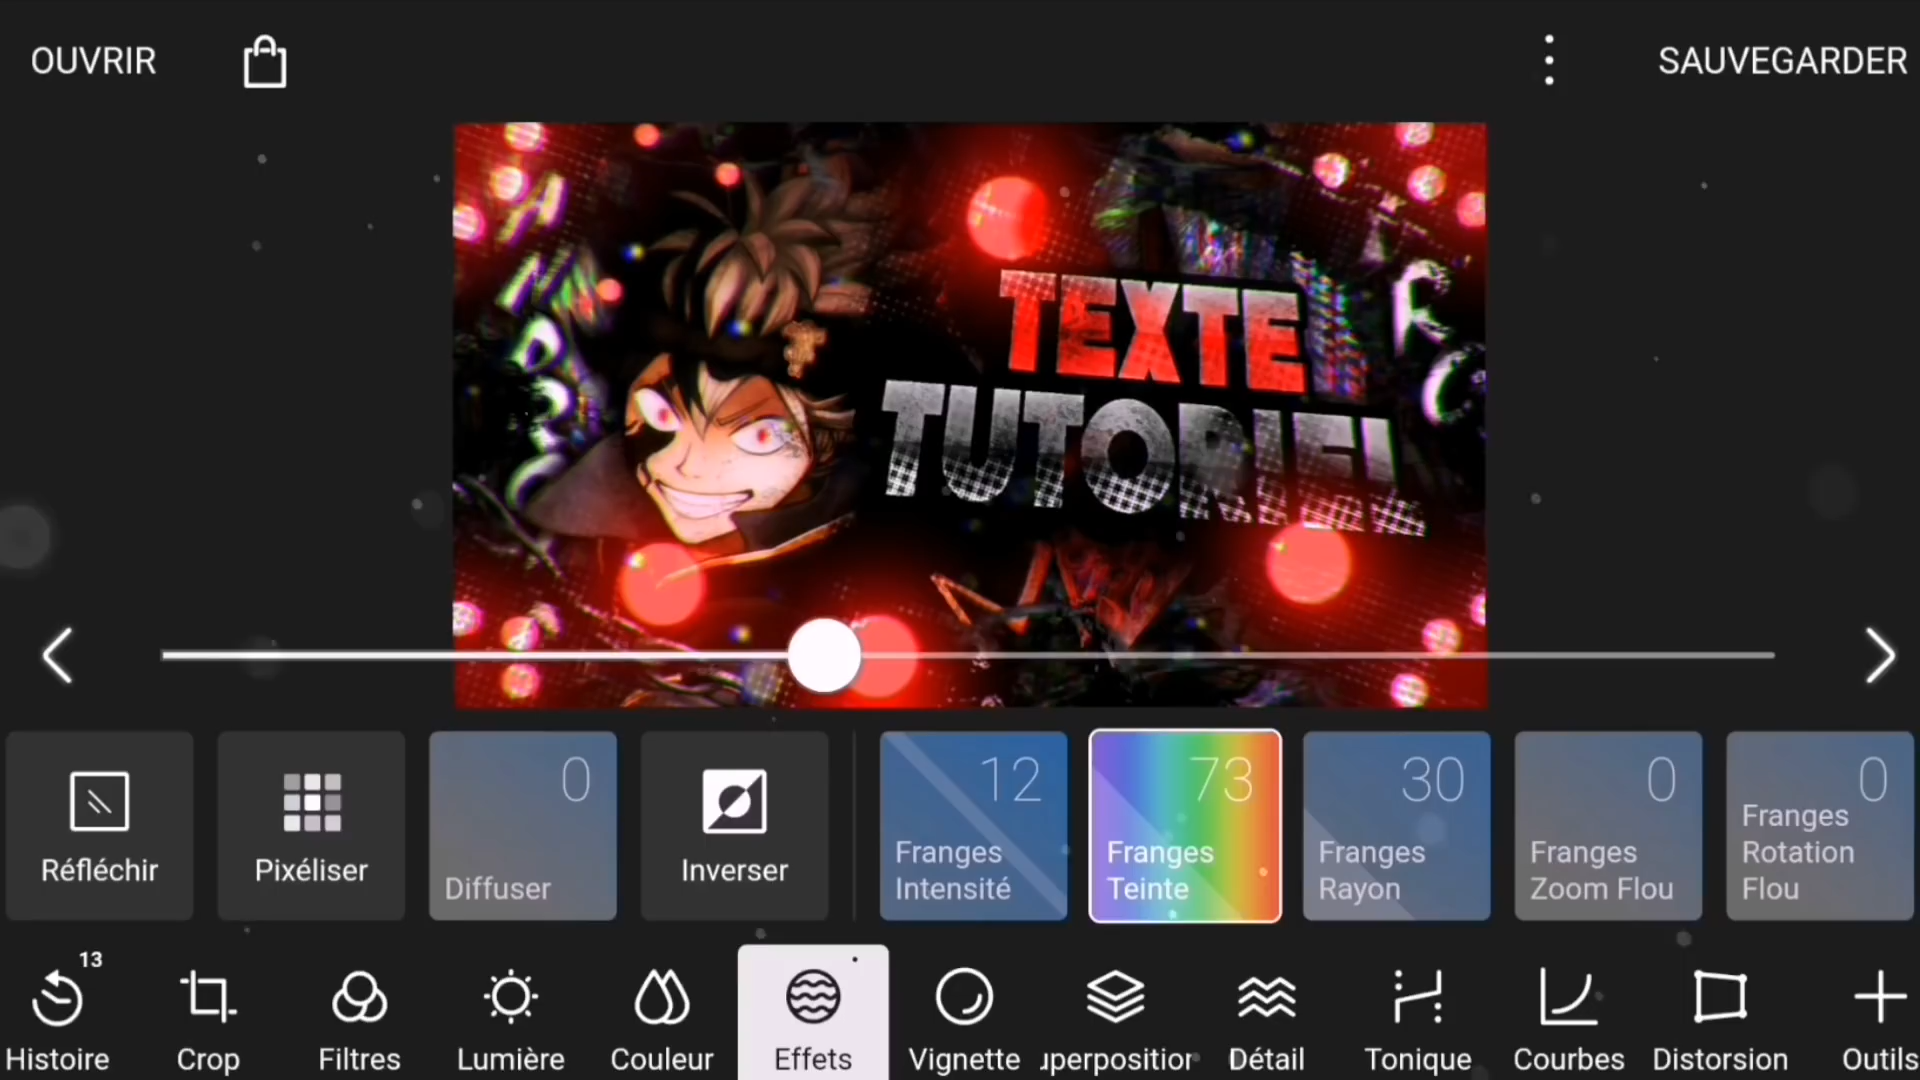 OUVRIR
SAUVEGARDER
TEXTE
TUTORIEL
Réfléchir
Pixéliser
0
Diffuser
Inverser
12
Franges
Intensité
73
Franges
Teinte
30
Franges
Rayon
0
Franges
Zoom Flou
0
Franges
Rotation
Flou
13
Histoire
Crop
Filtres
Lumière
Couleur
Effets
Vignette
uperposition
Détail
Tonique
Courbes
Distorsion
Outils